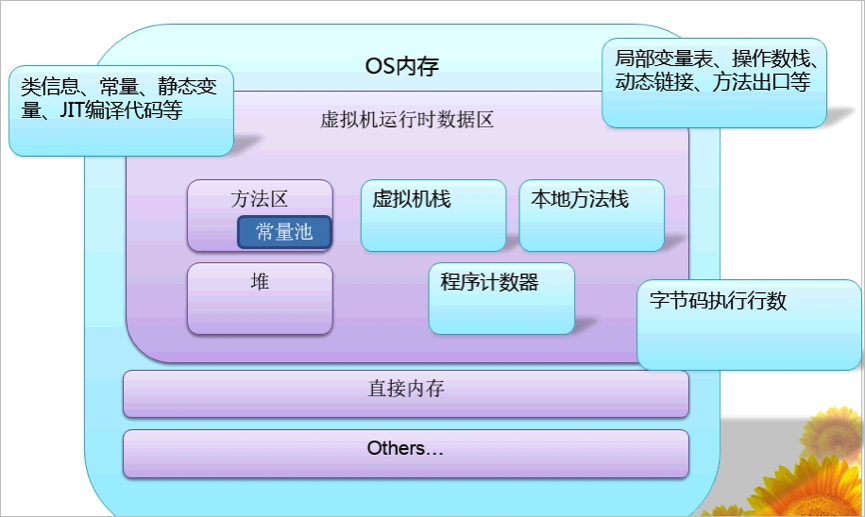 OS内存
类信息、常量、静态变
量、JIT编译代码等
局部变量表、操作数栈、
动态链接、方法出口等
虚拟机运行时数据区
方法区
常量池
虚拟机栈
本地方法栈
堆
程序计数器
字节码执行行数
直接内存
Others...